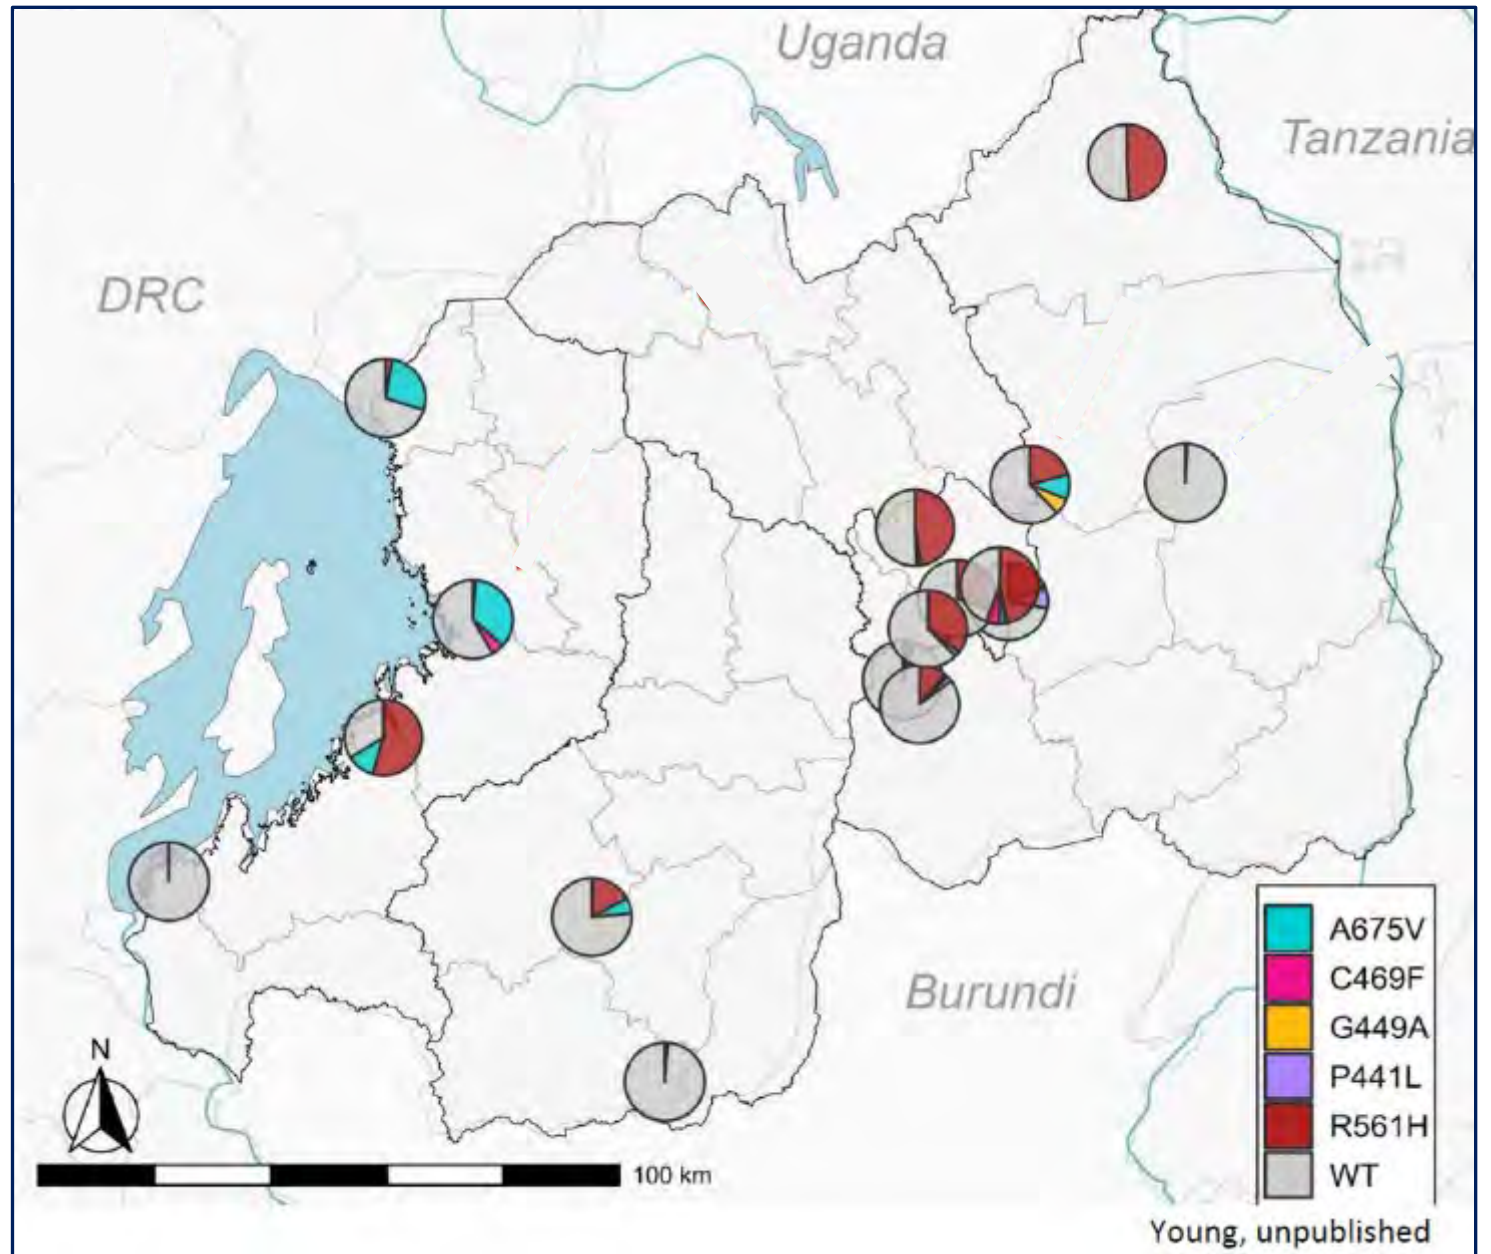 Uganda
Tanzania
DRC
Burundi
A675V
C469F
G449A
P441L
R561H
WT
N
100 km
Young, unpublished